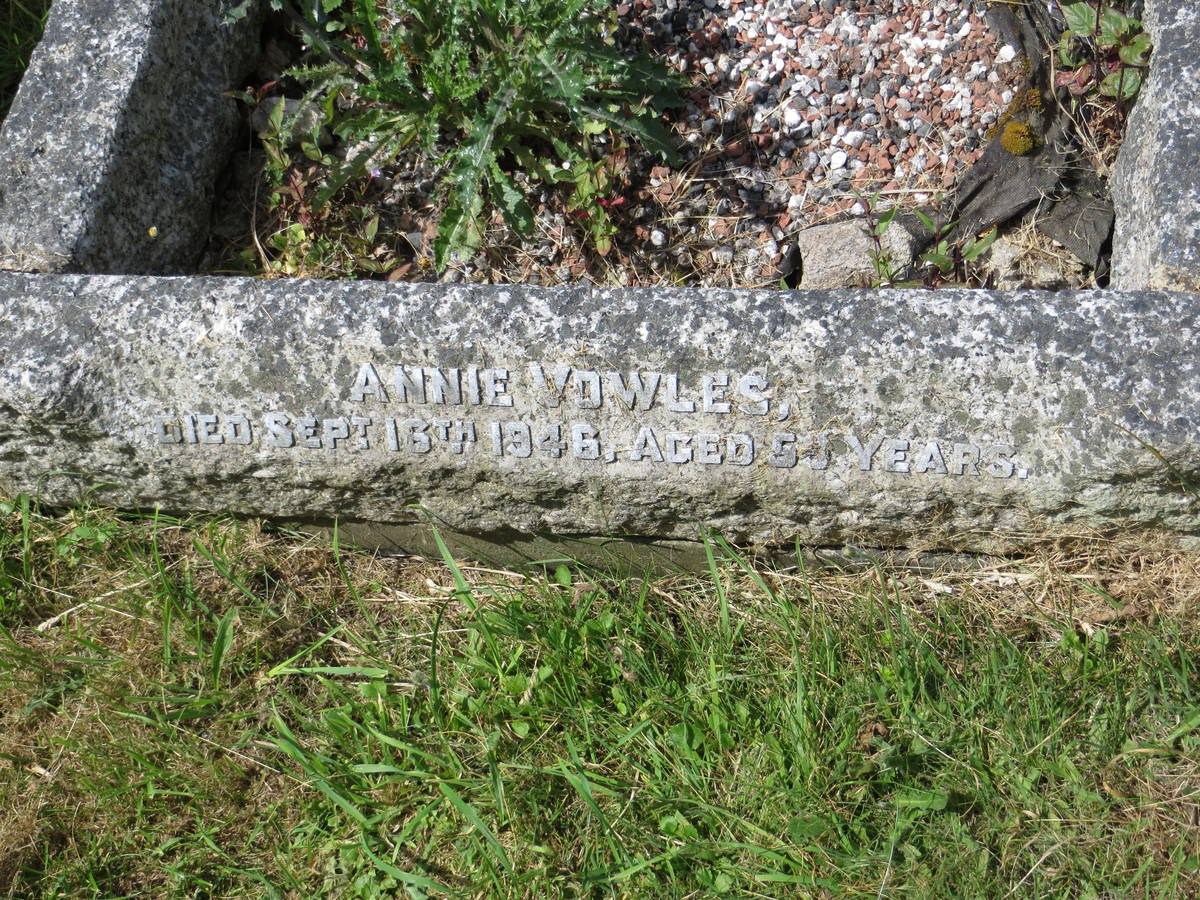 ANNIE VOWLES,
DIED SEPT 16TH 1946, AGED YEARS.